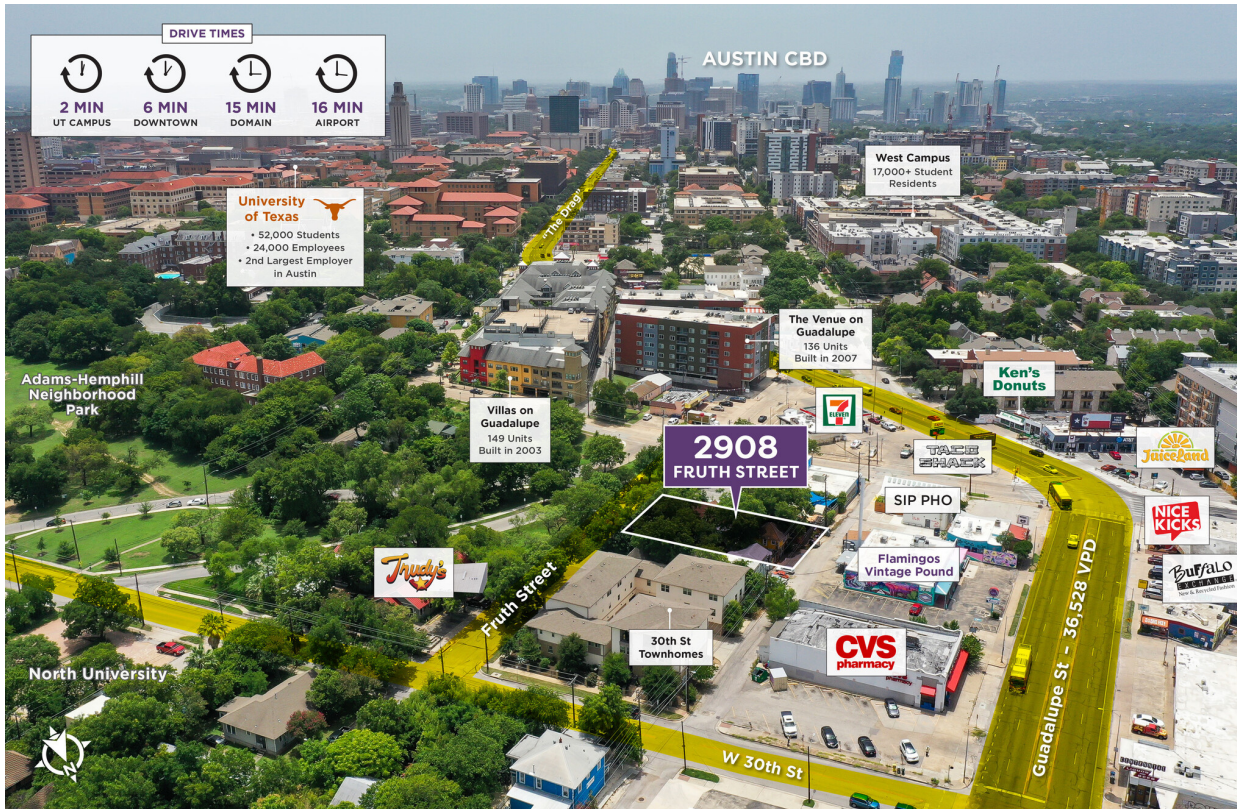 DRIVE TIMES
2 MIN
UT CAMPUS
6 MIN
DOWNTOWN
15 MIN
DOMAIN
16 MIN
AIRPORT
AUSTIN CBD
West Campus
17,000+ Student
Residents
"The Drag"
University
of Texas
• 52,000 Students
• 24,000 Employees
• 2nd Largest Employer
in Austin
The Venue on
Guadalupe
136 Units
Built in 2007
Ken's
Donuts
Adams-Hemphill
Neighborhood
Park
Villas on
Guadalupe
149 Units
Built in 2003
7
ELEVEN
2908
FRUTH STREET
TACO
SHACK
JuiceLand
SIP PHO
NICE
KICKS
Trudy's
Fruth Street
Flamingos
Vintage Pound
BUFFALO
EXCHANGE
New & Recycled Fashion
30th St
Townhomes
CVS
pharmacy
Guadalupe St - 36,528 VPD
North University
W 30th St
N